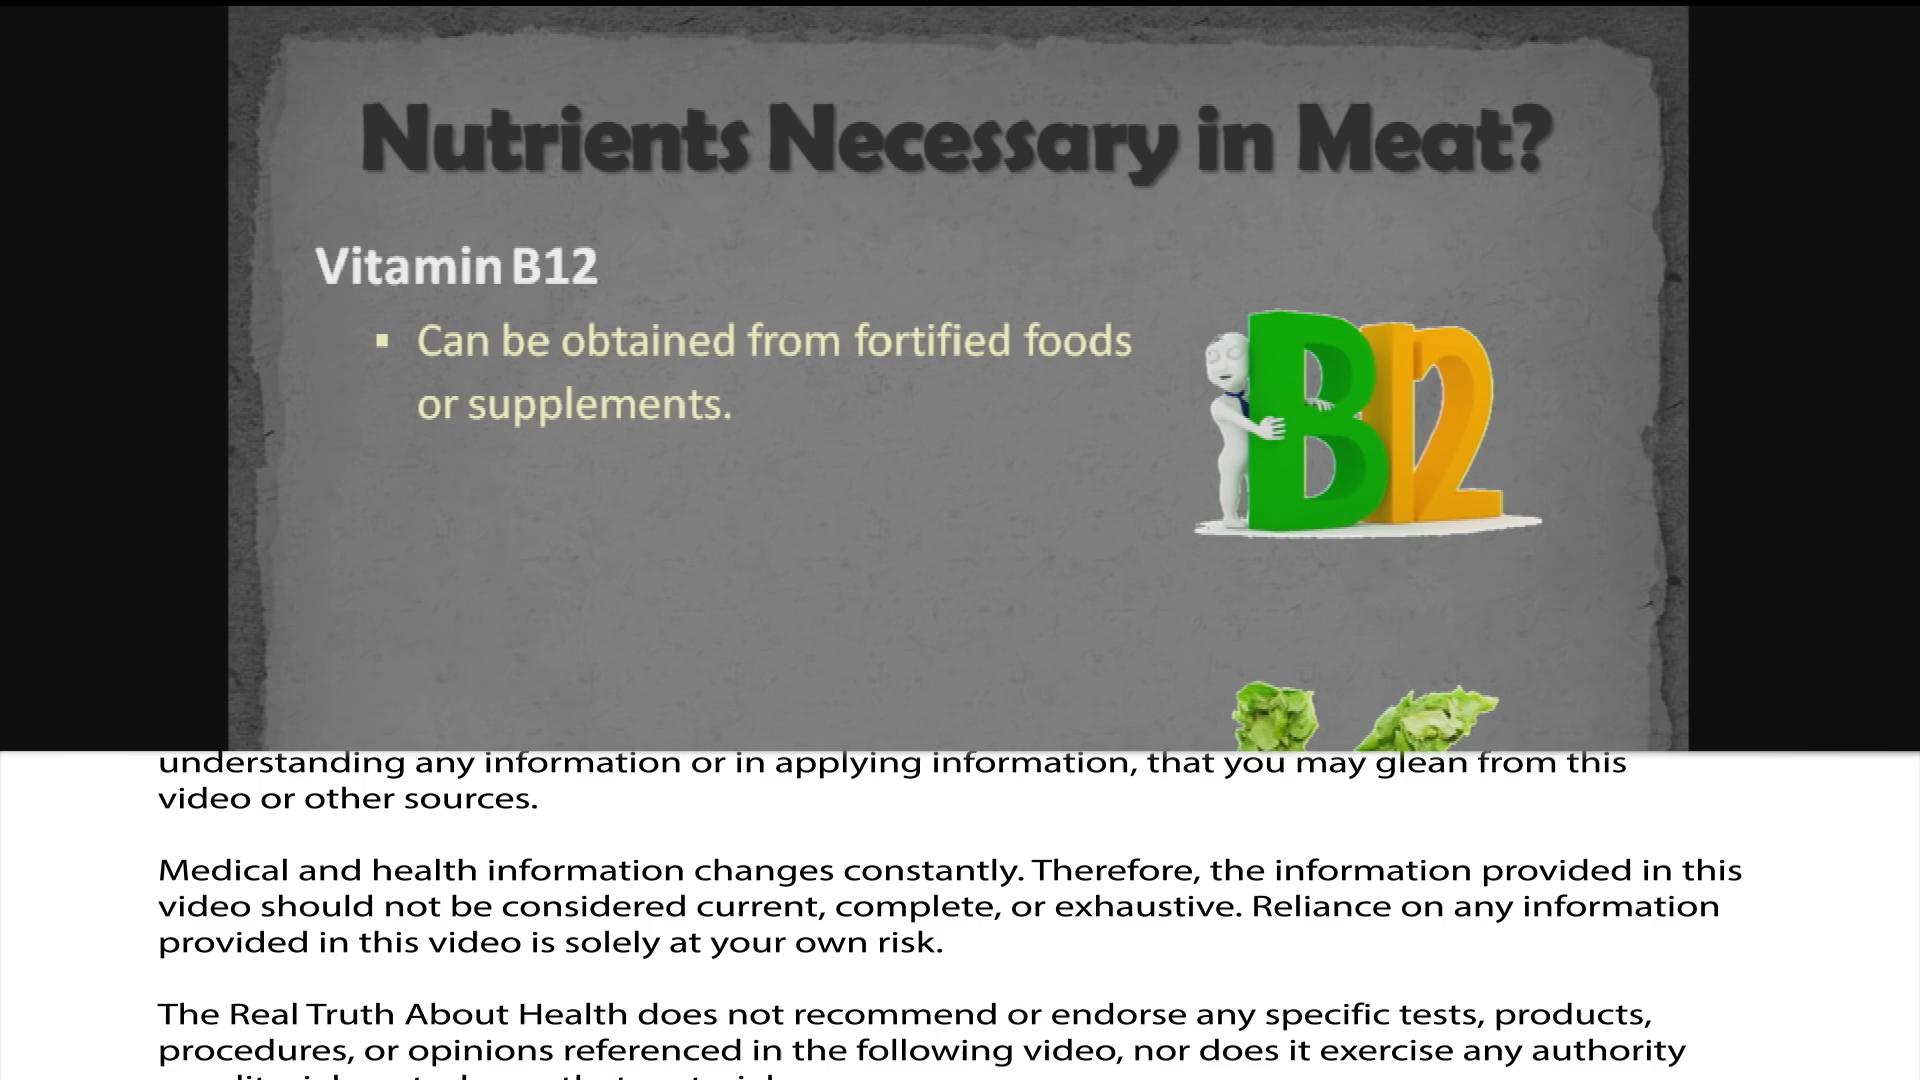 Nutrients Necessary in Meat?
Vitamin B12
▪ Can be obtained from fortified foods
or supplements.
B12
understanding any information or in applying information, that you may glean from this
video or other sources.
Medical and health information changes constantly. Therefore, the information provided in this
video should not be considered current, complete, or exhaustive. Reliance on any information
provided in this video is solely at your own risk.
The Real Truth About Health does not recommend or endorse any specific tests, products,
procedures, or opinions referenced in the following video, nor does it exercise any authority